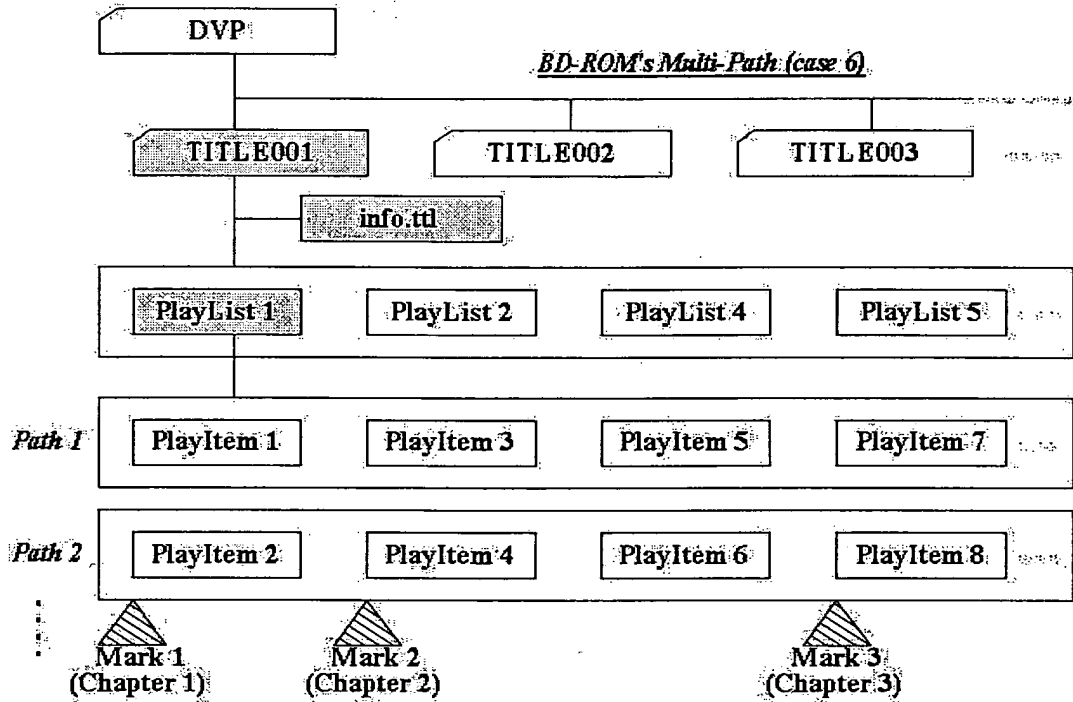 DVP
BD-ROM's Multi-Path (case 6)
TITLE001 TITLE002 TITLE003
info.ttl
PlayList 1 PlayList 2 PlayList 4 PlayList 5
Path 1 PlayItem 1 PlayItem 3 PlayItem 5 PlayItem 7
Path 2 PlayItem 2 PlayItem 4 PlayItem 6 PlayItem 8
Mark 1 Mark 2 Mark 3
(Chapter 1) (Chapter 2) (Chapter 3)